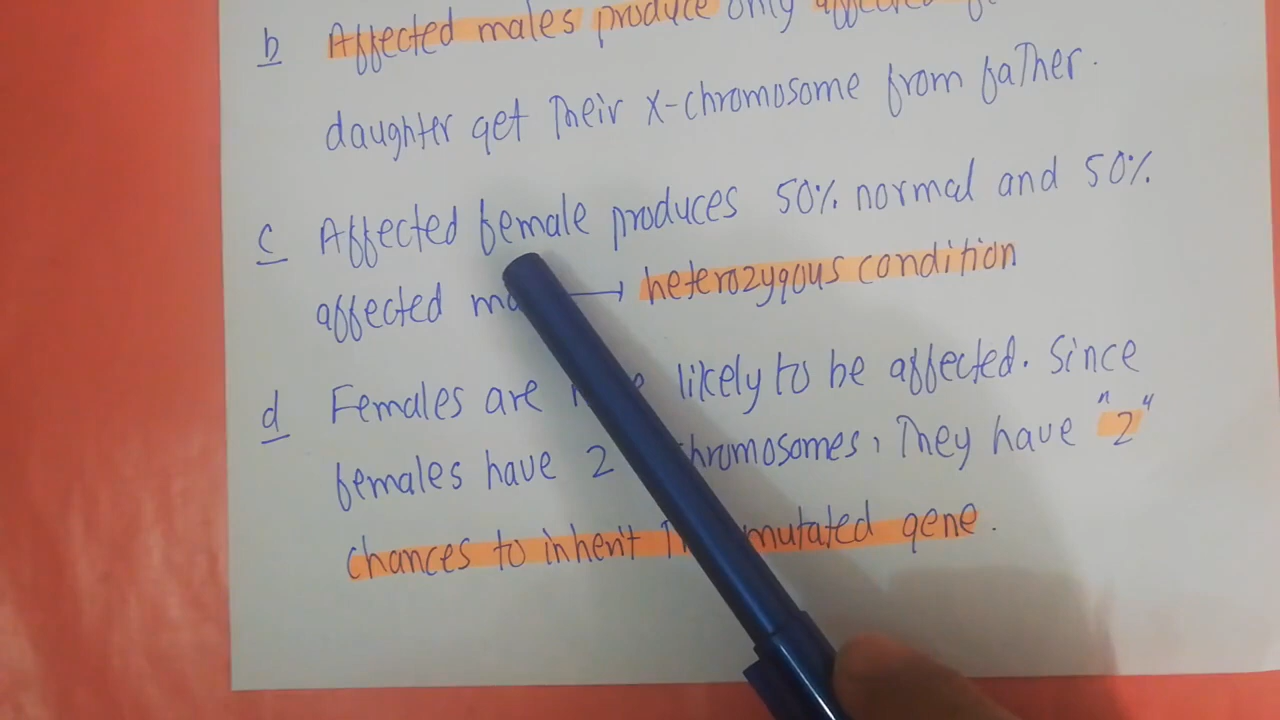 b Affected males produce only affected
daughter get their x-chromosome from father.
c Affected female produces 50% normal and 50%
affected → heterozygous condition
d Females are likely to be affected. Since
females have 2 chromosomes, They have "2"
chances to inherit mutated gene.